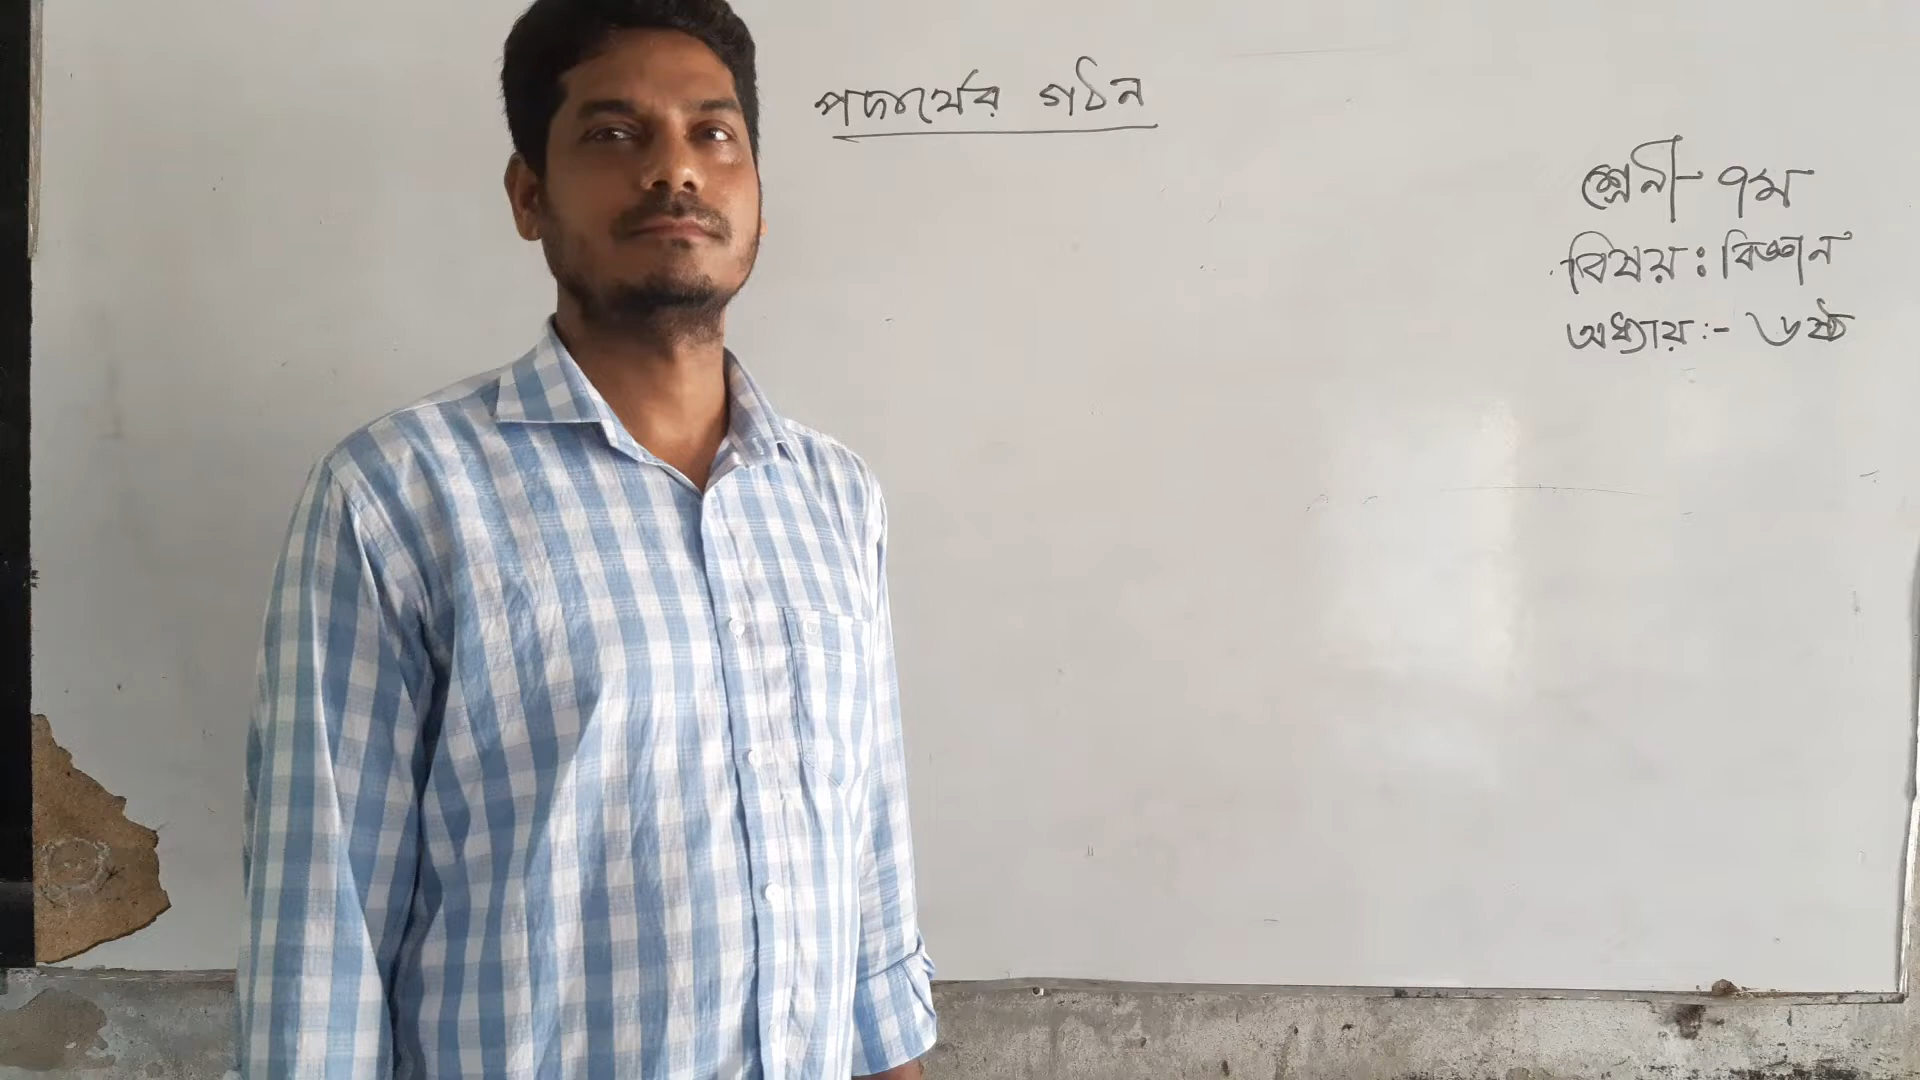 পদার্থের গঠন
শ্রেনী- ৭ম
বিষয় : বিজ্ঞান
অধ্যায় :- ৬ষ্ঠ